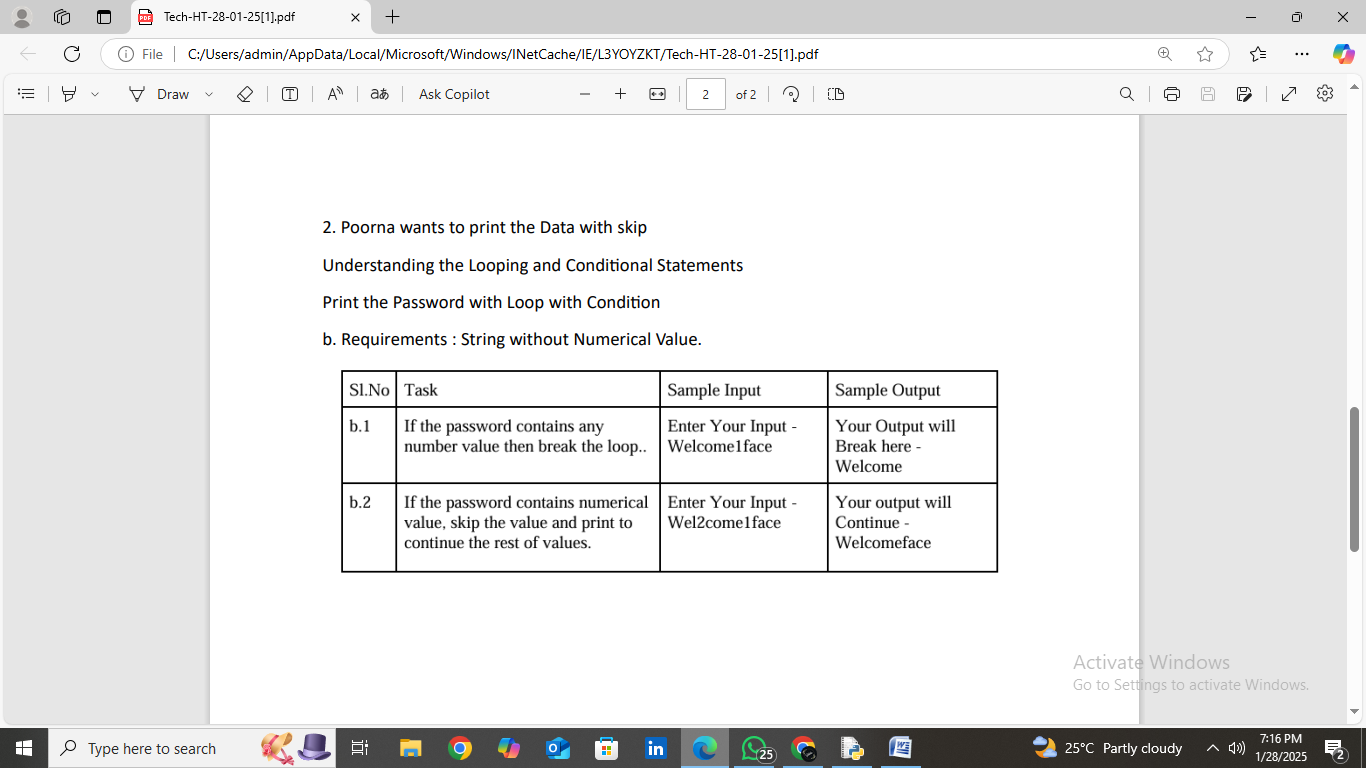 Tech-HT-28-01-25[1].pdf
File
C:/Users/admin/AppData/Local/Microsoft/Windows/INetCache/IE/L3YOYZKT/Tech-HT-28-01-25[1].pdf
Draw
T
aあ
Ask Copilot
2
of 2
2. Poorna wants to print the Data with skip
Understanding the Looping and Conditional Statements
Print the Password with Loop with Condition
b. Requirements : String without Numerical Value.
Sl.No Task Sample Input Sample Output
b.1 If the password contains any Enter Your Input - Your Output will
number value then break the loop.. Welcome1face Break here -
Welcome
b.2 If the password contains numerical Enter Your Input - Your output will
value, skip the value and print to Wel2come1face Continue -
continue the rest of values. Welcomeface
Activate Windows
Go to Settings to activate Windows.
Type here to search
in
25
W
25°C Partly cloudy
7:16 PM
1/28/2025
2